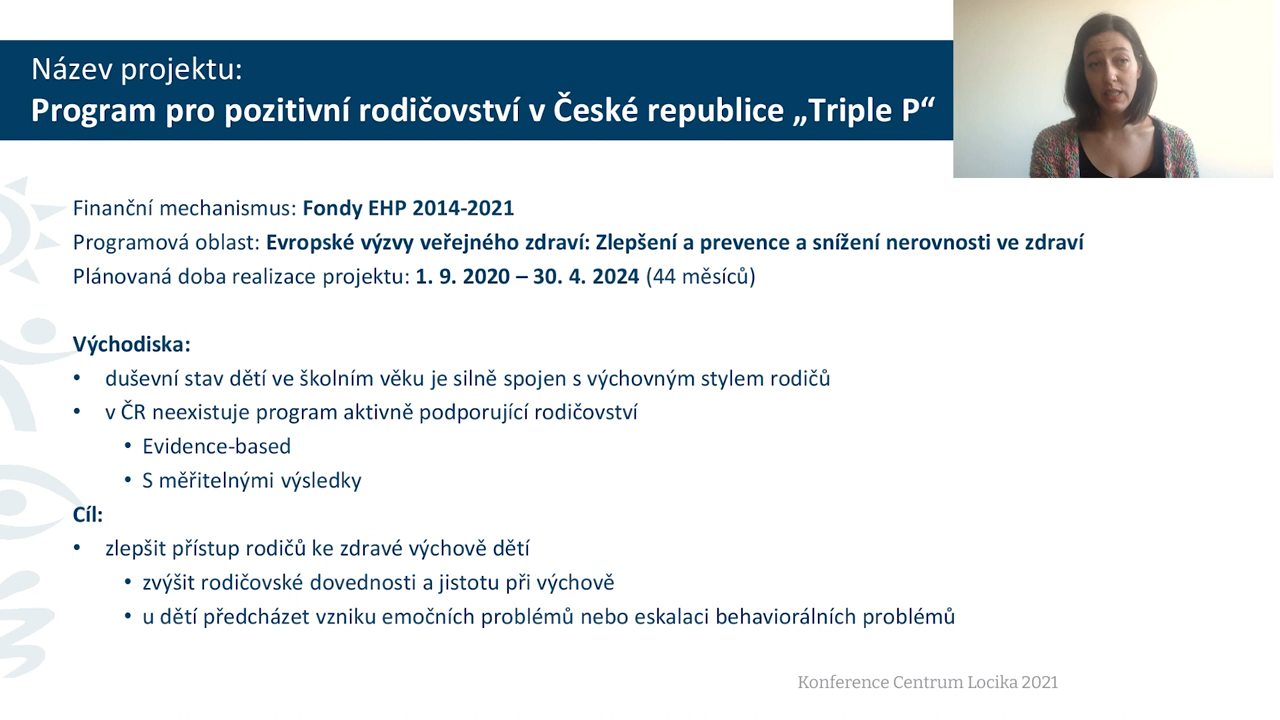 Název projektu:
Program pro pozitivní rodičovství v České republice „Triple P“
Finanční mechanismus: Fondy EHP 2014-2021
Programová oblast: Evropské výzvy veřejného zdraví: Zlepšení a prevence a snížení nerovnosti ve zdraví
Plánovaná doba realizace projektu: 1. 9. 2020 – 30. 4. 2024 (44 měsíců)
Východiska:
• duševní stav dětí ve školním věku je silně spojen s výchovným stylem rodičů
• v ČR neexistuje program aktivně podporující rodičovství
• Evidence-based
• S měřitelnými výsledky
Cíl:
• zlepšit přístup rodičů ke zdravé výchově dětí
• zvýšit rodičovské dovednosti a jistotu při výchově
• u dětí předcházet vzniku emočních problémů nebo eskalaci behaviorálních problémů
Konference Centrum Locika 2021